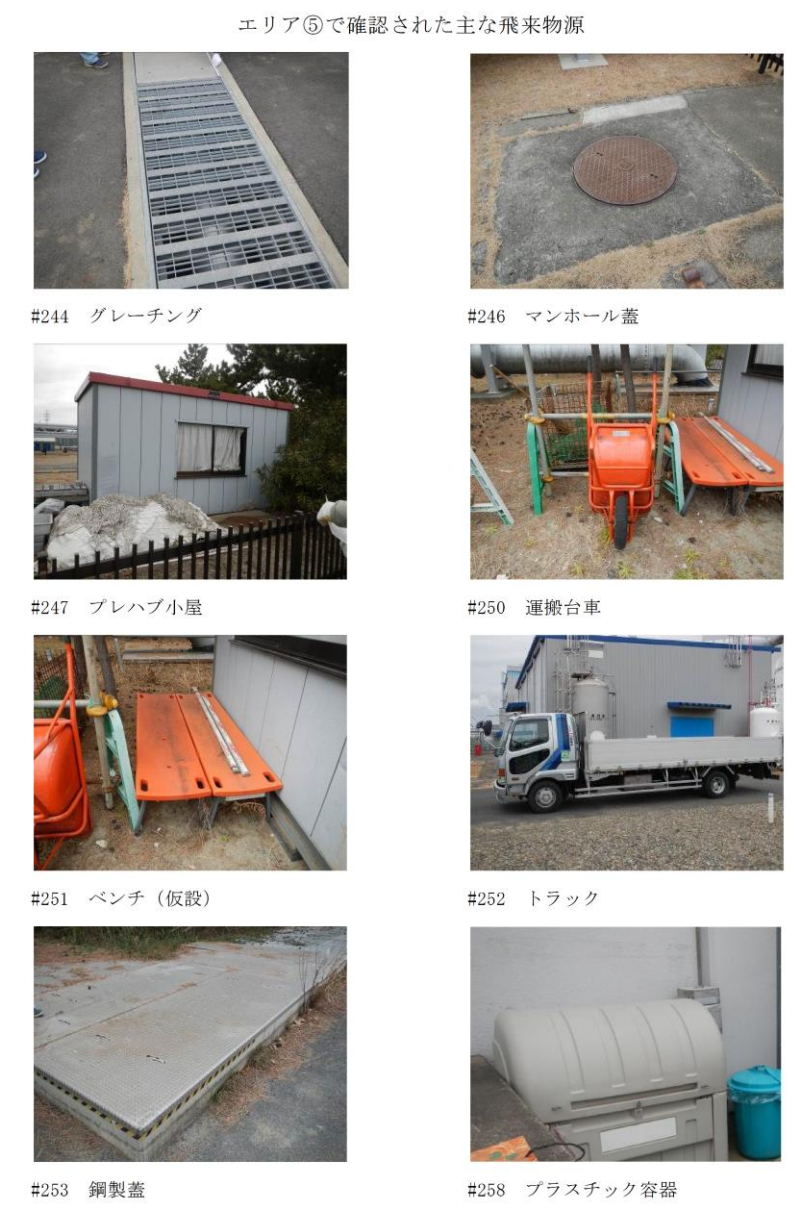 エリア⑤で確認された主な飛来物源
#244 グレーチング
#246 マンホール蓋
#247 プレハブ小屋
#250 運搬台車
#251 ベンチ（仮設）
#252 トラック
#253 鋼製蓋
#258 プラスチック容器